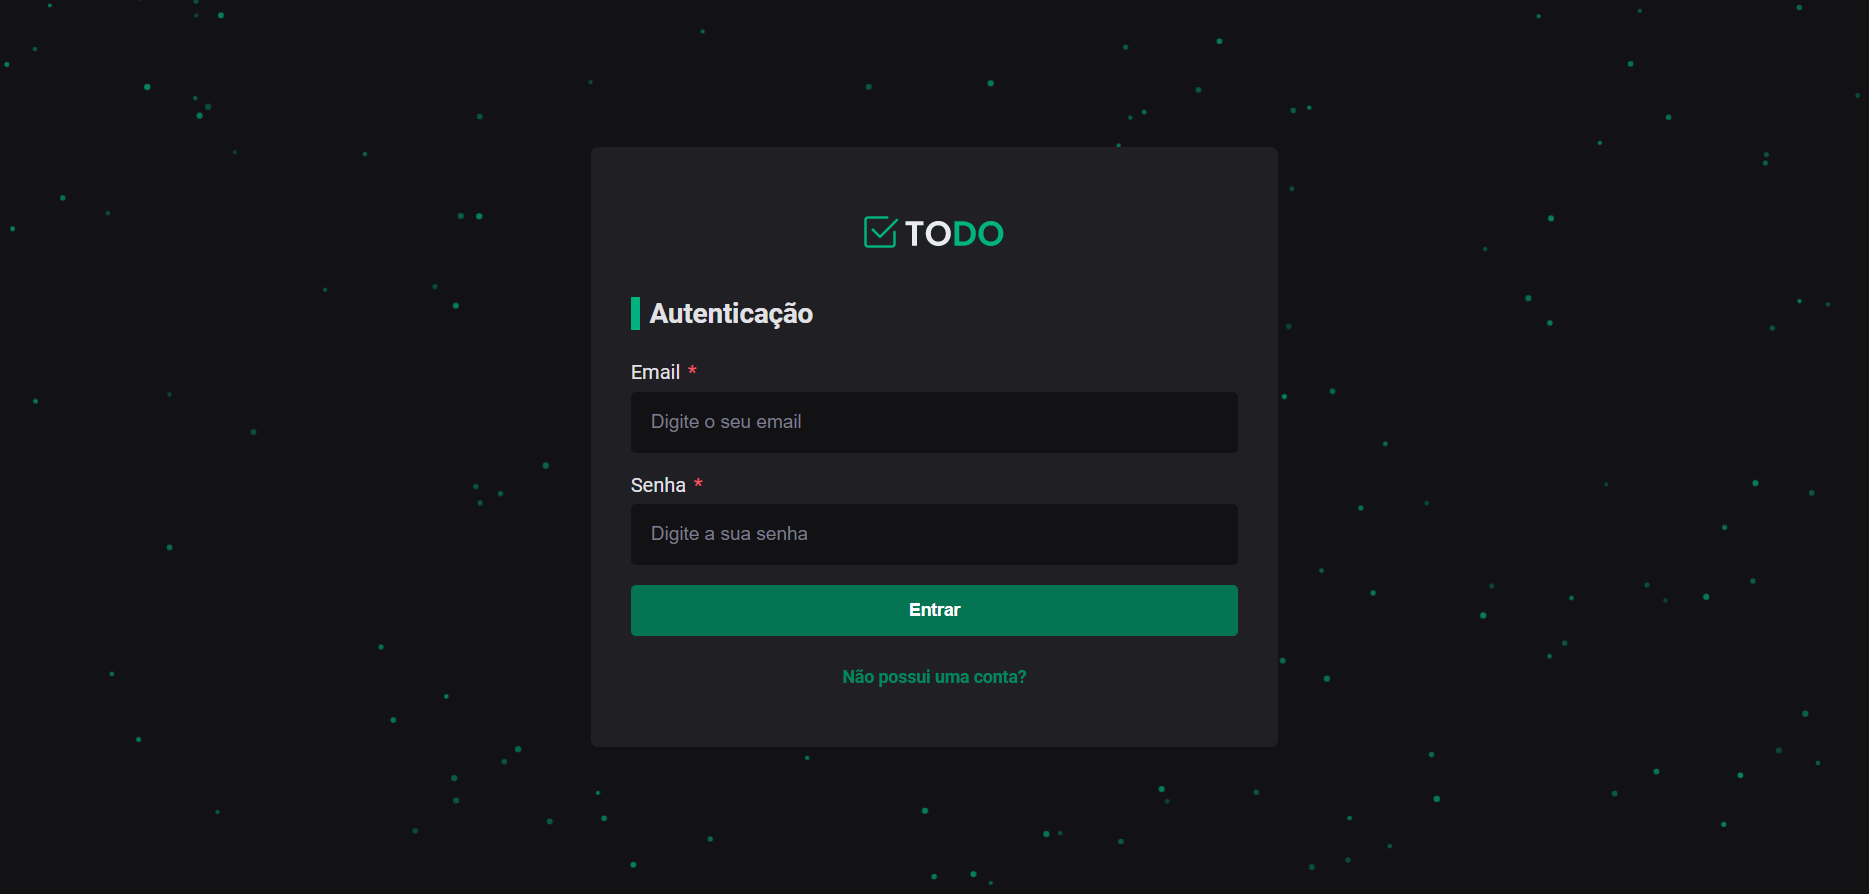 TODO
Autenticação
Email *
Digite o seu email
Senha *
Digite a sua senha
Entrar
Não possui uma conta?